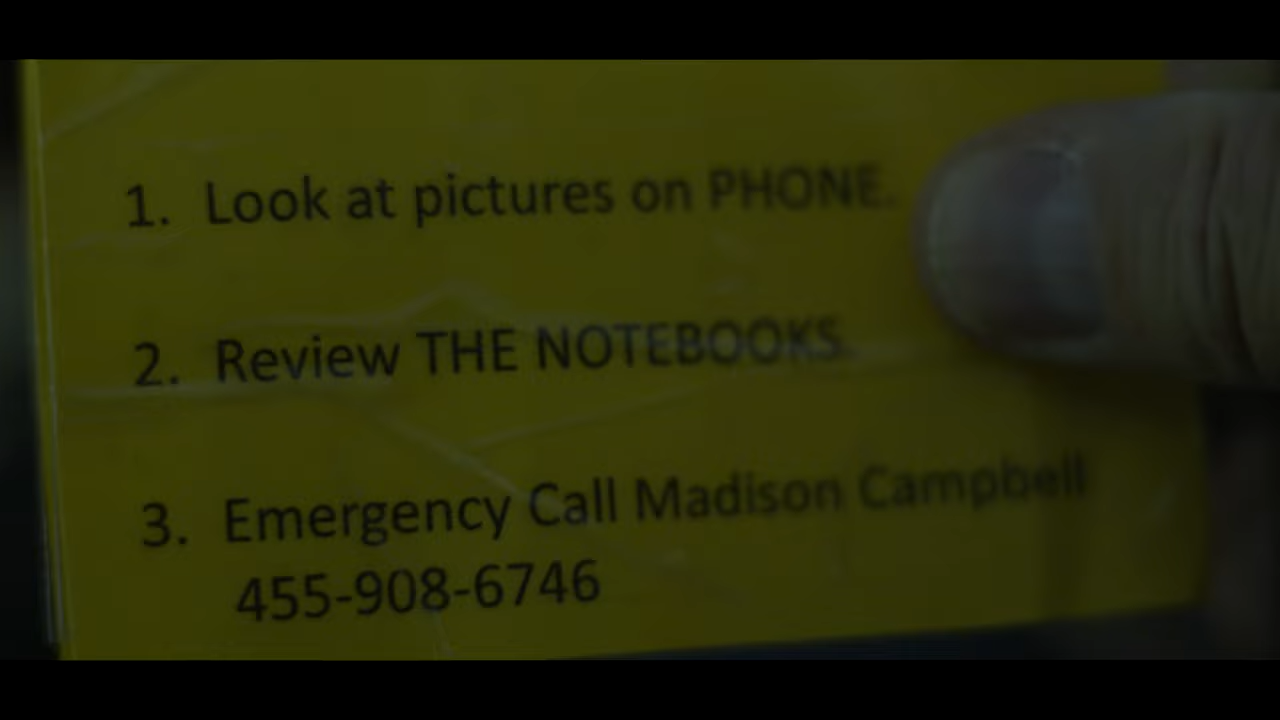 1. Look at pictures on PHONE.
2. Review THE NOTEBOOKS.
3. Emergency Call Madison Campbell
455-908-6746